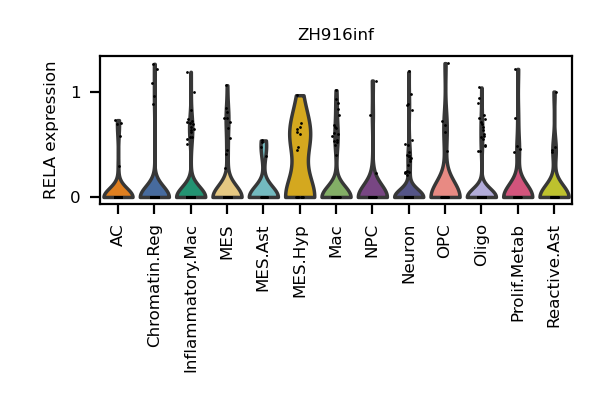 ZH916inf
RELA expression
1
0
AC
Chromatin.Reg
Inflammatory.Mac
MES
MES.Ast
MES.Hyp
Mac
NPC
Neuron
OPC
Oligo
Prolif.Metab
Reactive.Ast